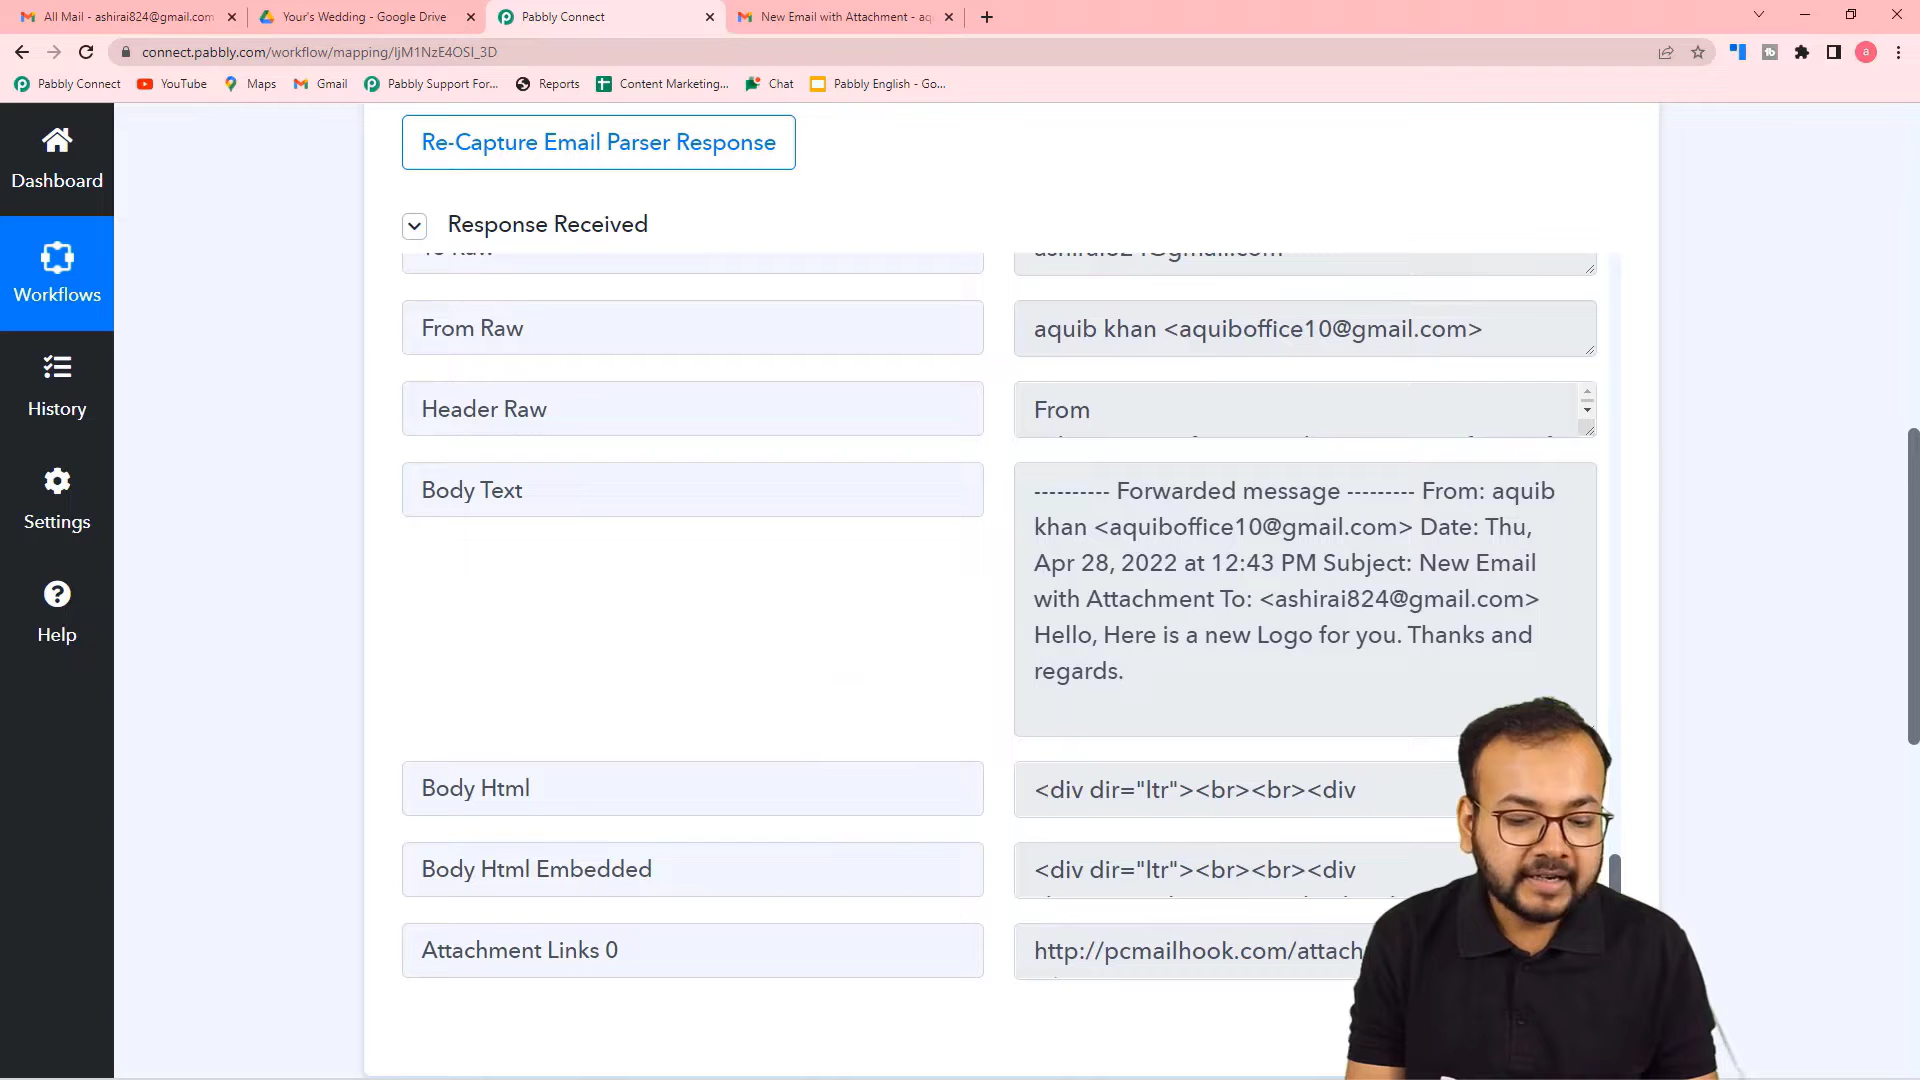 All Mail - ashirai824@gmail.com
Your's Wedding - Google Drive
Pabbly Connect
New Email with Attachment - aq
connect.pabbly.com/workflow/mapping/IjM1NzE4OSI_3D
a
Pabbly Connect
YouTube
Maps
Gmail
Pabbly Support For...
Reports
Content Marketing...
Chat
Pabbly English - Go...
Dashboard
Workflows
History
Settings
Help
Re-Capture Email Parser Response
Response Received
To Raw
ashirai824@gmail.com
From Raw
aquib khan <aquiboffice10@gmail.com>
Header Raw
From
Body Text
---------- Forwarded message --------- From: aquib
khan <aquiboffice10@gmail.com> Date: Thu,
Apr 28, 2022 at 12:43 PM Subject: New Email
with Attachment To: <ashirai824@gmail.com>
Hello, Here is a new Logo for you. Thanks and
regards.
Body Html
<div dir="ltr"><br><br><div
Body Html Embedded
<div dir="ltr"><br><br><div
Attachment Links 0
http://pcmailhook.com/attach